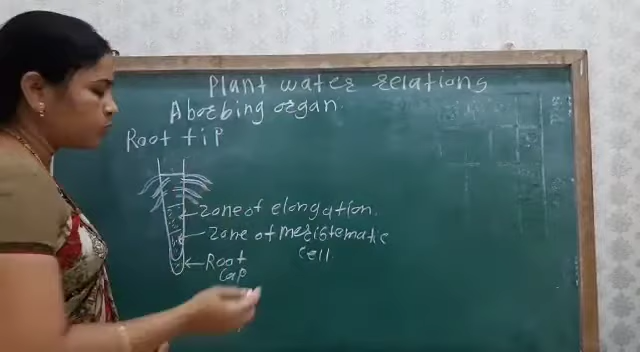 Plant water relations
Absorbing organ.
Root tip
Zone of elongation.
Zone of meristematic
cell
Root
Cap